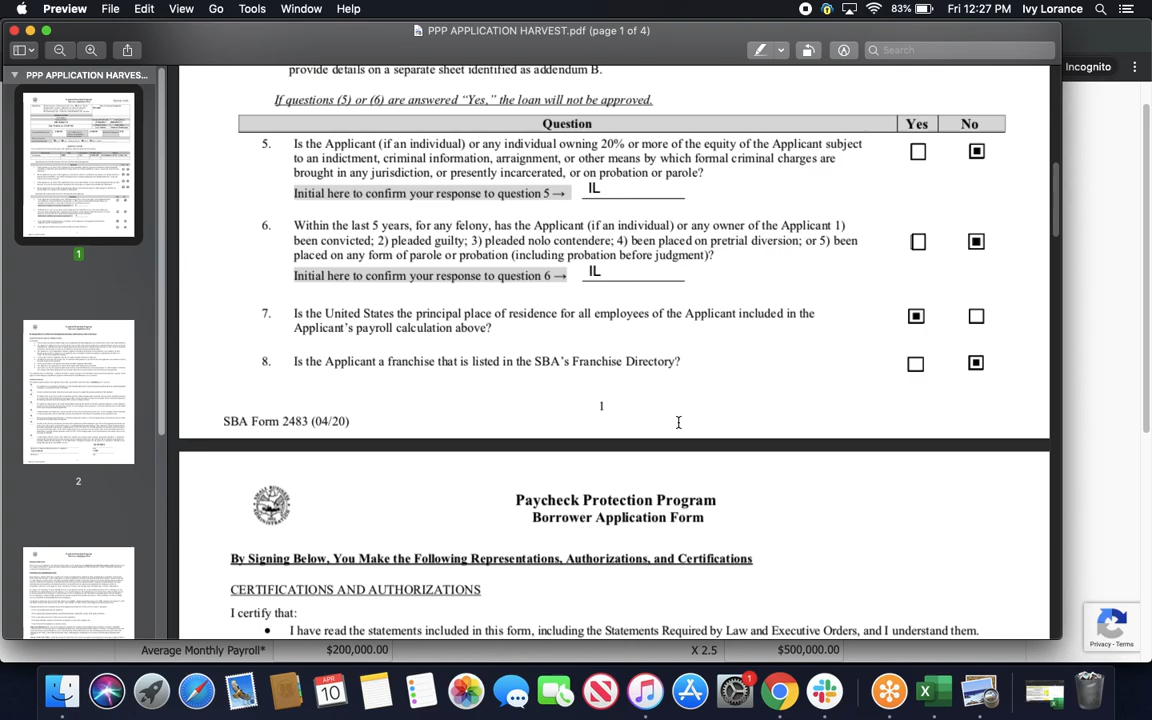 Preview File Edit View Go Tools Window Help 83% Fri 12:27 PM Ivy Lorance
PPP APPLICATION HARVEST.pdf (page 1 of 4)
Search
Incognito
PPP APPLICATION HARVES...
1
2
provide details on a separate sheet identified as addendum B.
If questions (5) or (6) are answered “Yes,” the loan will not be approved.
Question Yes No
5. Is the Applicant (if an individual) or any individual owning 20% or more of the equity of the Applicant subject
to an indictment, criminal information, arraignment, or other means by which formal criminal charges are
brought in any jurisdiction, or presently incarcerated, or on probation or parole?
Initial here to confirm your response to question 5 → IL
6. Within the last 5 years, for any felony, has the Applicant (if an individual) or any owner of the Applicant 1)
been convicted; 2) pleaded guilty; 3) pleaded nolo contendere; 4) been placed on pretrial diversion; or 5) been
placed on any form of parole or probation (including probation before judgment)?
Initial here to confirm your response to question 6 → IL
7. Is the United States the principal place of residence for all employees of the Applicant included in the
Applicant’s payroll calculation above?
8. Is the Applicant a franchise that is listed in the SBA’s Franchise Directory?
1
SBA Form 2483 (04/20)
Paycheck Protection Program
Borrower Application Form
By Signing Below, You Make the Following Representations, Authorizations, and Certifications
CERTIFICATIONS AND AUTHORIZATIONS
I certify that:
• I have read the statements included in this form, including the Statements Required by Law and Executive Orders, and I understand them.
Privacy - Terms
Average Monthly Payroll* $200,000.00 X 2.5 $500,000.00
APR
10
1